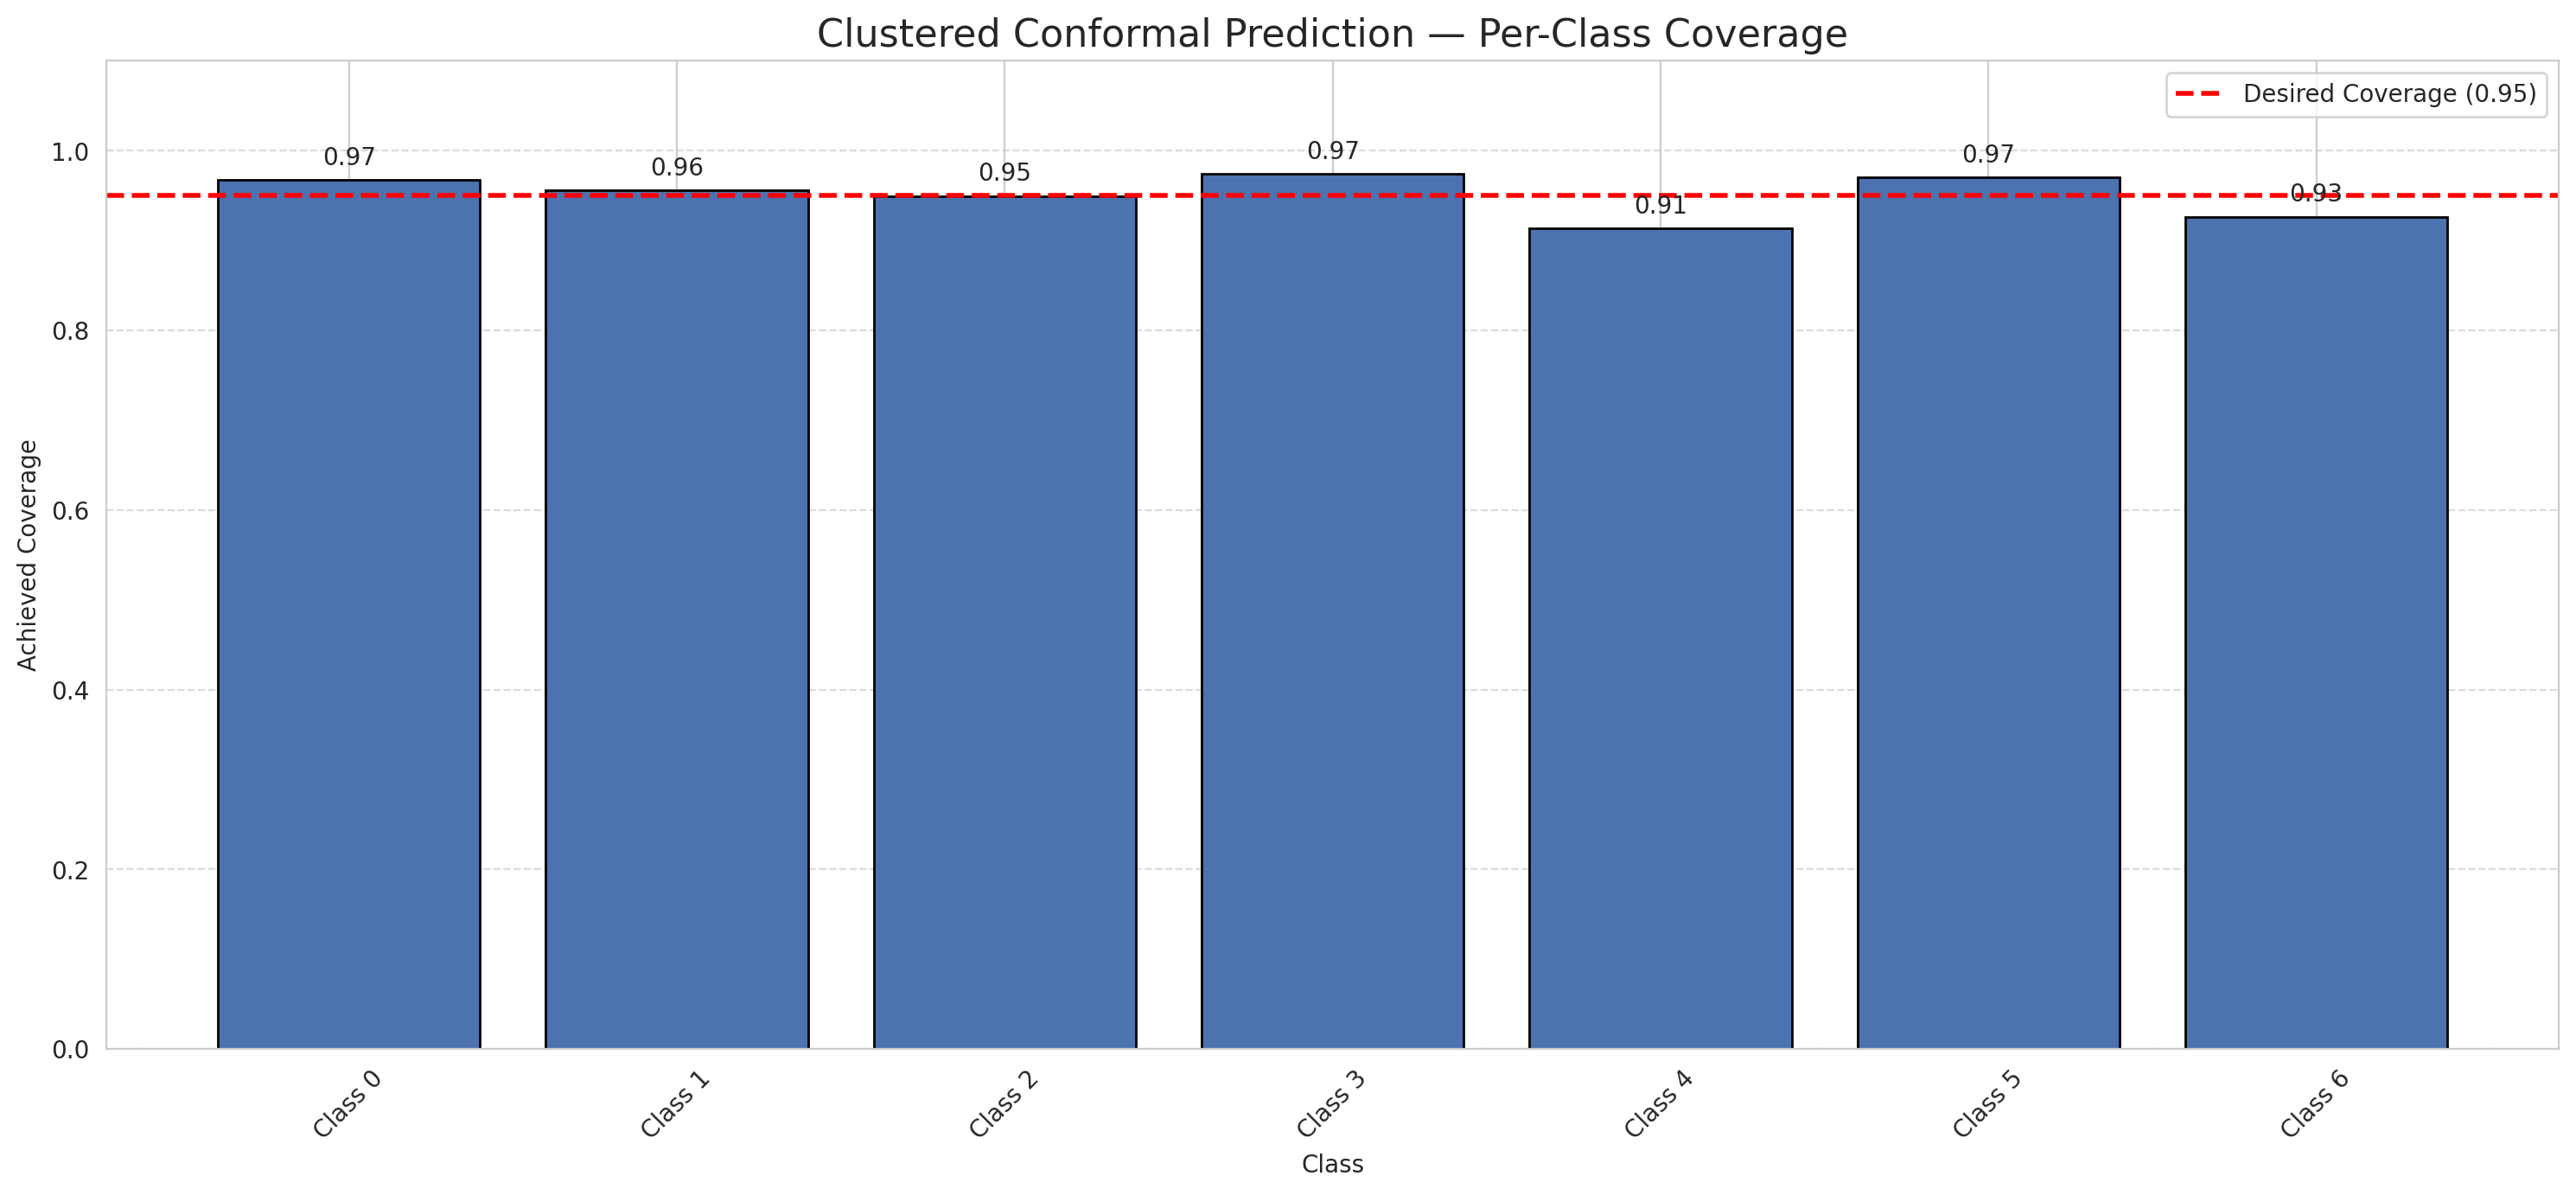 Clustered Conformal Prediction — Per-Class Coverage
Desired Coverage (0.95)
Achieved Coverage
1.0
0.8
0.6
0.4
0.2
0.0
0.97
0.96
0.95
0.97
0.91
0.97
0.93
Class 0
Class 1
Class 2
Class 3
Class 4
Class 5
Class 6
Class